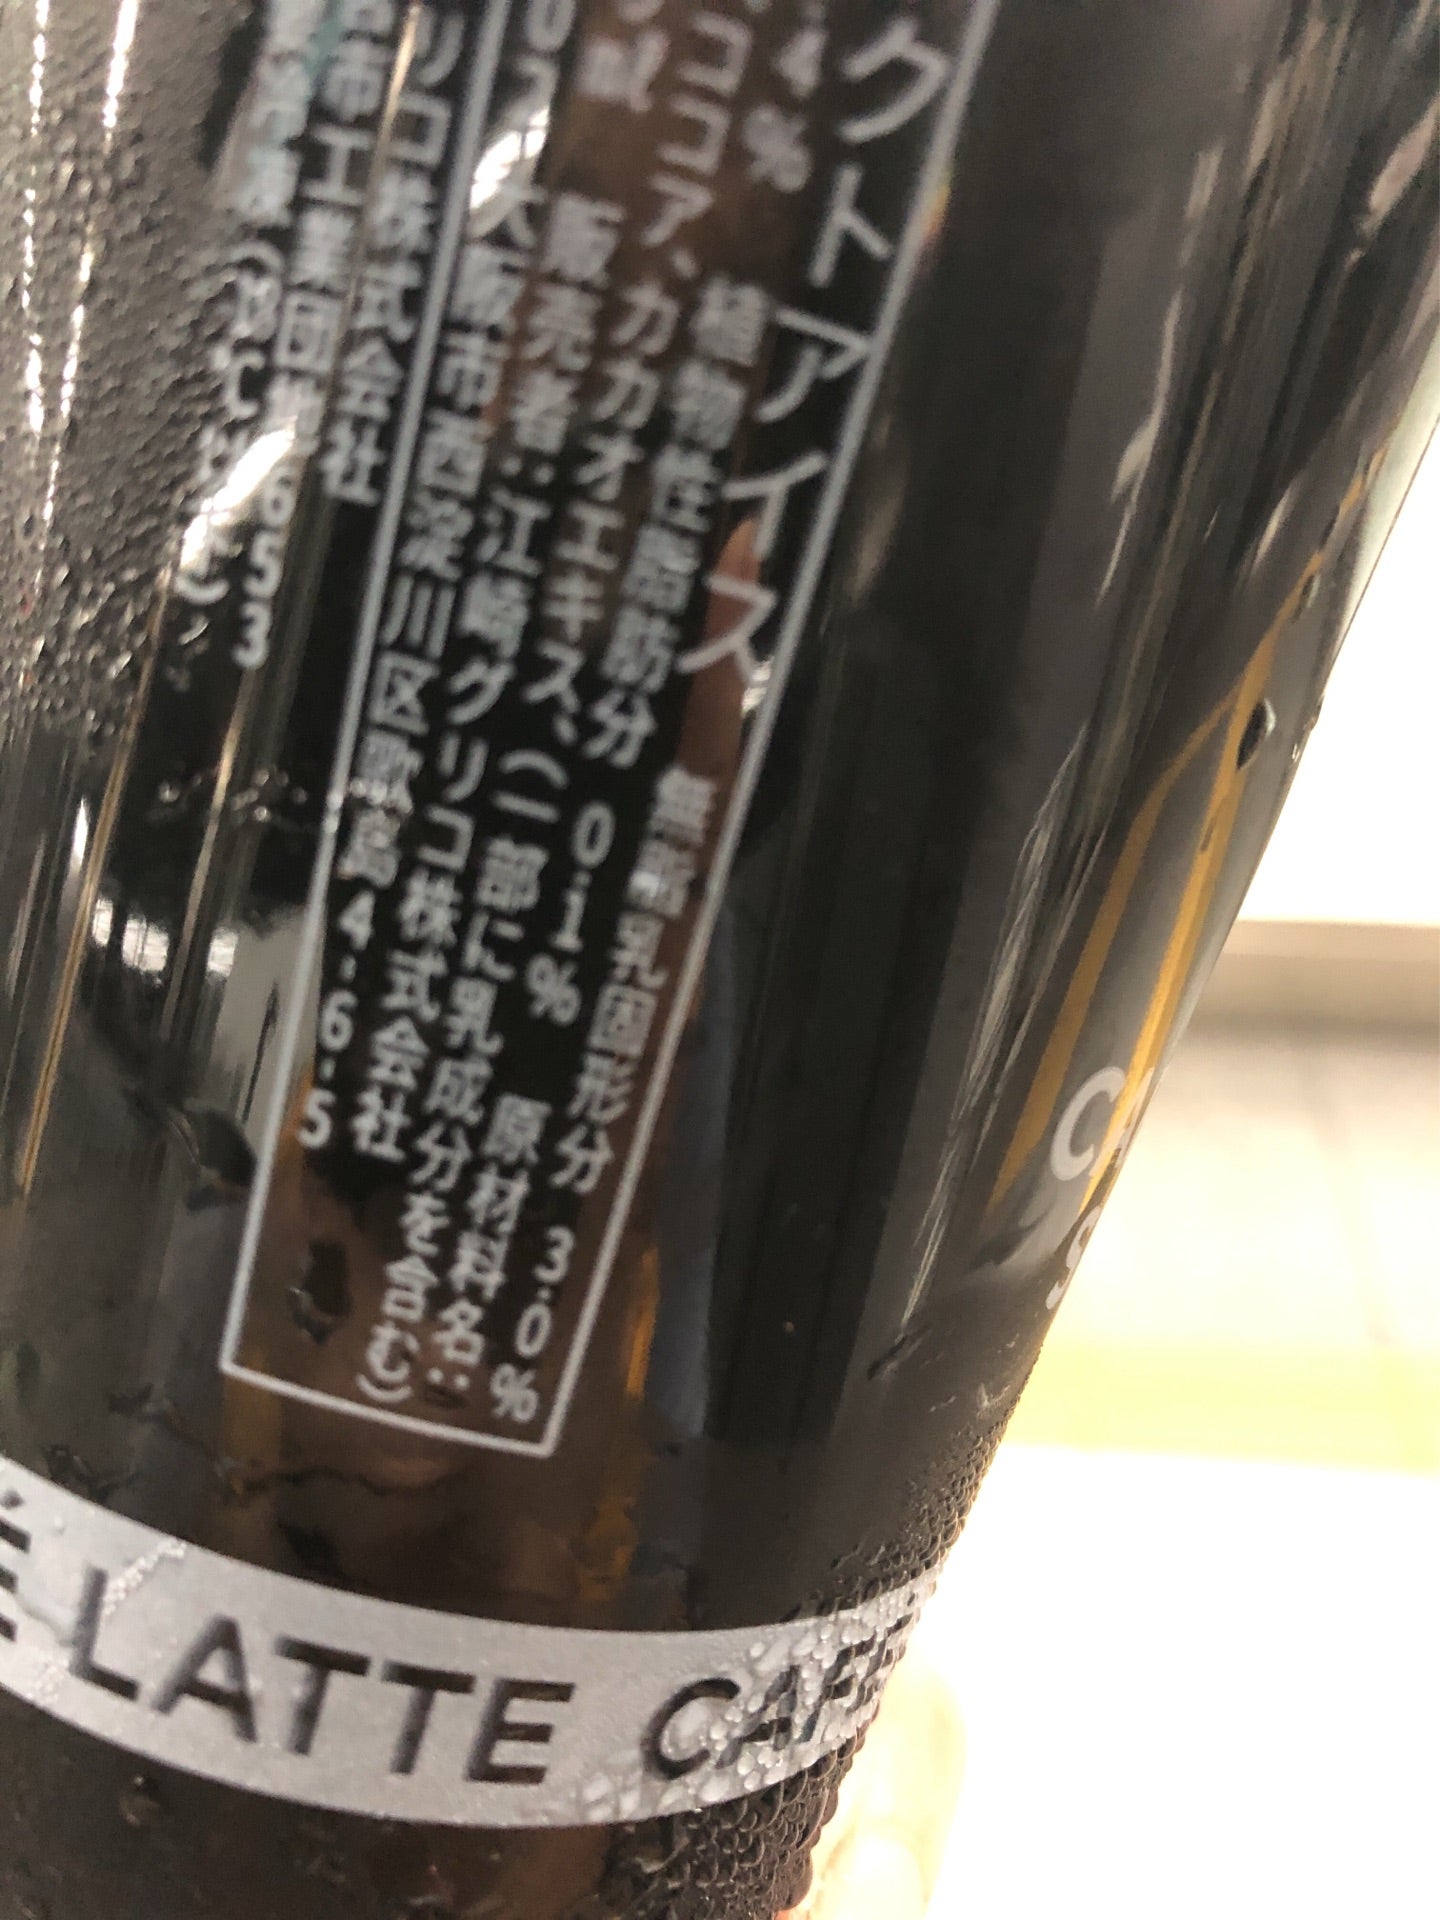 クトアイス
植物性脂肪分 0.1% 無脂乳固形分 3.0%
4%
原材料名:
ココア、カカオエキス、(一部に乳成分を含む)
販売者:江崎グリコ株式会社
大阪市西淀川区歌島4-6-5
リコ株式会社
市工業団地653
CA
S
É LATTE CAFÉ